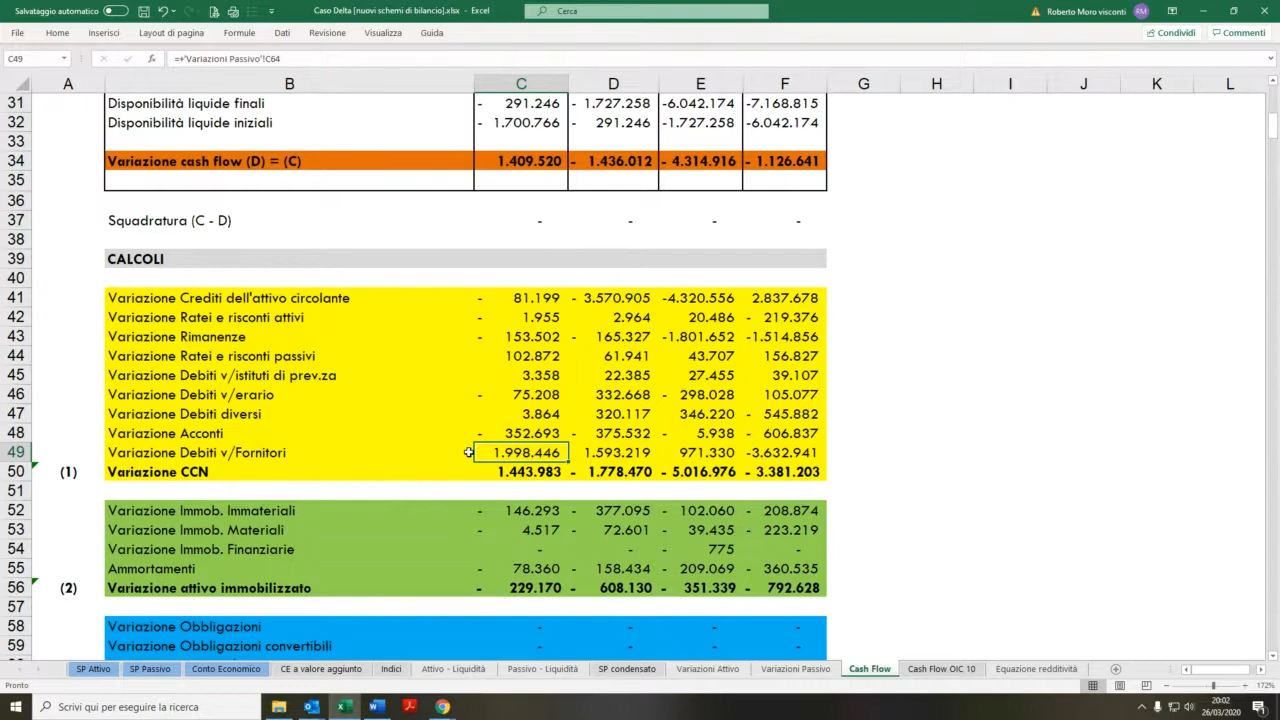 Salvataggio automatico
Caso Delta [nuovi schemi di bilancio].xlsx - Excel
Cerca
Roberto Moro visconti RM
File Home Inserisci Layout di pagina Formule Dati Revisione Visualizza Guida Condividi Commenti
C49 fx =+'Variazioni Passivo'!C64
A B C D E F G H I J K L
31 Disponibilità liquide finali - 291.246 - 1.727.258 -6.042.174 -7.168.815
32 Disponibilità liquide iniziali - 1.700.766 - 291.246 -1.727.258 -6.042.174
33
34 Variazione cash flow (D) = (C) 1.409.520 - 1.436.012 - 4.314.916 - 1.126.641
35
36
37 Squadratura (C - D) - - - -
38
39 CALCOLI
40
41 Variazione Crediti dell'attivo circolante - 81.199 - 3.570.905 -4.320.556 2.837.678
42 Variazione Ratei e risconti attivi - 1.955 2.964 20.486 - 219.376
43 Variazione Rimanenze - 153.502 - 165.327 -1.801.652 -1.514.856
44 Variazione Ratei e risconti passivi 102.872 61.941 43.707 156.827
45 Variazione Debiti v/istituti di prev.za 3.358 22.385 27.455 39.107
46 Variazione Debiti v/erario - 75.208 332.668 - 298.028 105.077
47 Variazione Debiti diversi 3.864 320.117 346.220 - 545.882
48 Variazione Acconti - 352.693 - 375.532 - 5.938 - 606.837
49 Variazione Debiti v/Fornitori 1.998.446 1.593.219 971.330 -3.632.941
50 (1) Variazione CCN 1.443.983 - 1.778.470 - 5.016.976 - 3.381.203
51
52 Variazione Immob. Immateriali - 146.293 - 377.095 - 102.060 - 208.874
53 Variazione Immob. Materiali - 4.517 - 72.601 - 39.435 - 223.219
54 Variazione Immob. Finanziarie - - - 775 -
55 Ammortamenti - 78.360 - 158.434 - 209.069 - 360.535
56 (2) Variazione attivo immobilizzato - 229.170 - 608.130 - 351.339 - 792.628
57
58 Variazione Obbligazioni - - - -
59 Variazione Obbligazioni convertibili - - - -
SP Attivo SP Passivo Conto Economico CE a valore aggiunto Indici Attivo - Liquidità Passivo - Liquidità SP condensato Variazioni Attivo Variazioni Passivo Cash Flow Cash Flow OIC 10 Equazione redditività
Pronto 172%
Scrivi qui per eseguire la ricerca
20:02
26/03/2020